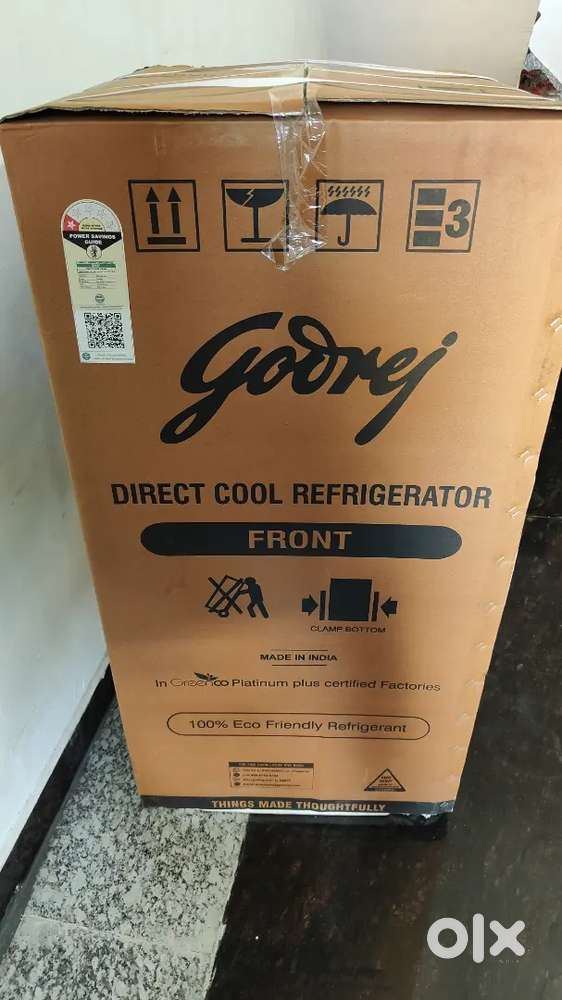 3
POWER SAVINGS
GUIDE
Godrej
DIRECT COOL REFRIGERATOR
FRONT
CLAMP BOTTOM
MADE IN INDIA
In Greenco Platinum plus certified Factories
100% Eco Friendly Refrigerant
THINGS MADE THOUGHTFULLY
olx
INDIA